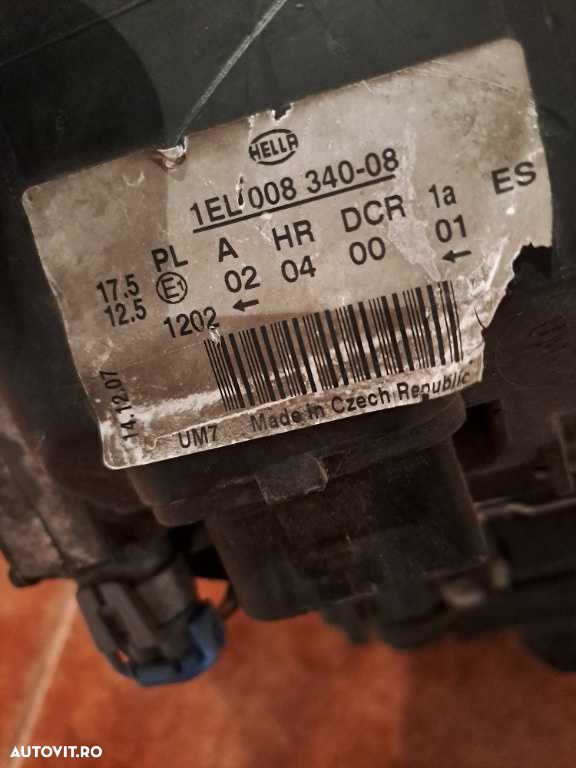 HELLA
1EL 008 340-08
PL A HR DCR 1a ES
17.5 E1 02 04 00 01
12.5
1202 ← ←
14.12.07
UM7 Made in Czech Republic
AUTOVIT.RO